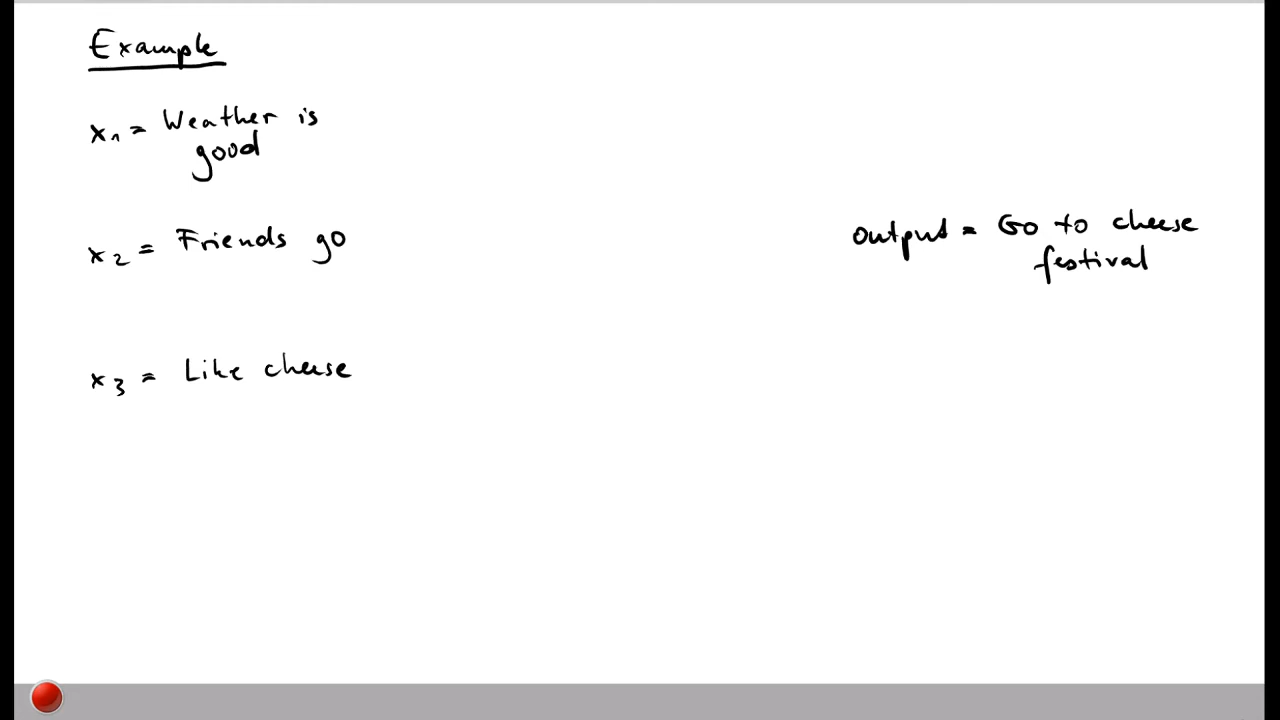 Example
x₁ = Weather is
good
x₂ = Friends go
output = Go to cheese
festival
x₃ = Like cheese